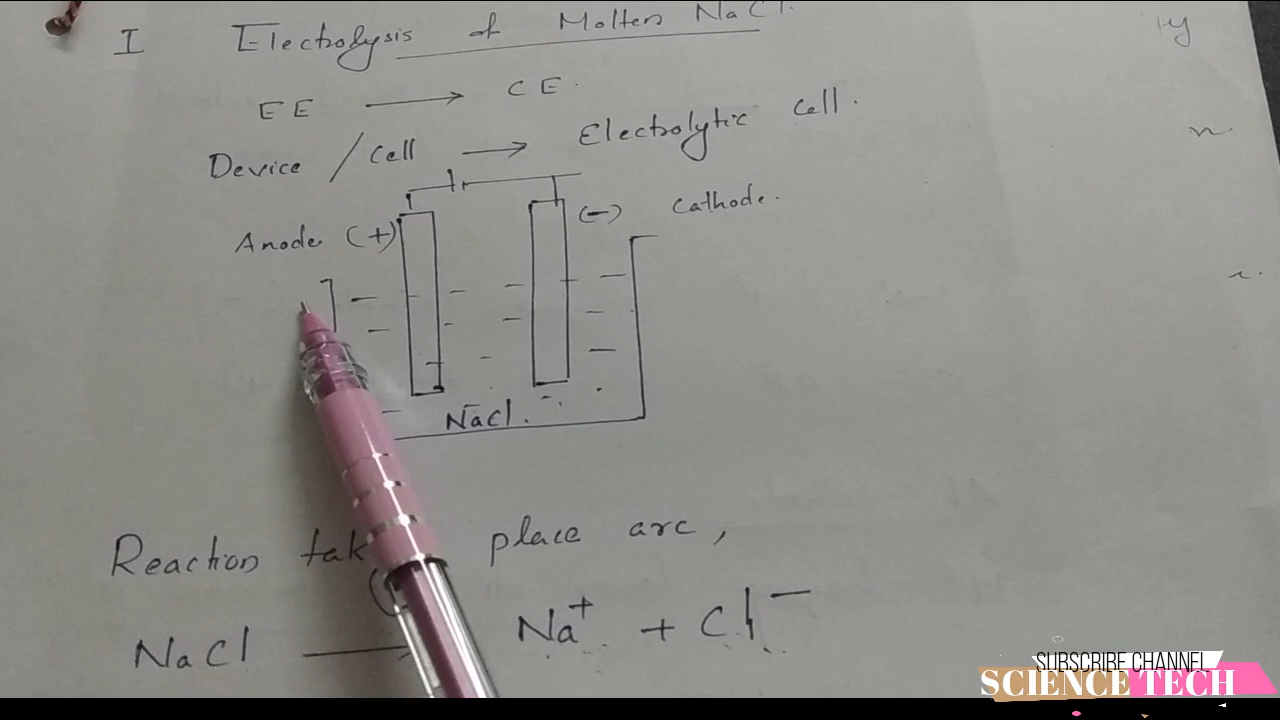 I Electrolysis of Molten NaCl.
EE → CE.
Device / Cell → Electrolytic cell.
Anode (+)
(-) Cathode.
NaCl.
Reaction place are,
NaCl → Na⁺ + Cl⁻
SUBSCRIBE CHANNEL
SCIENCE TECH